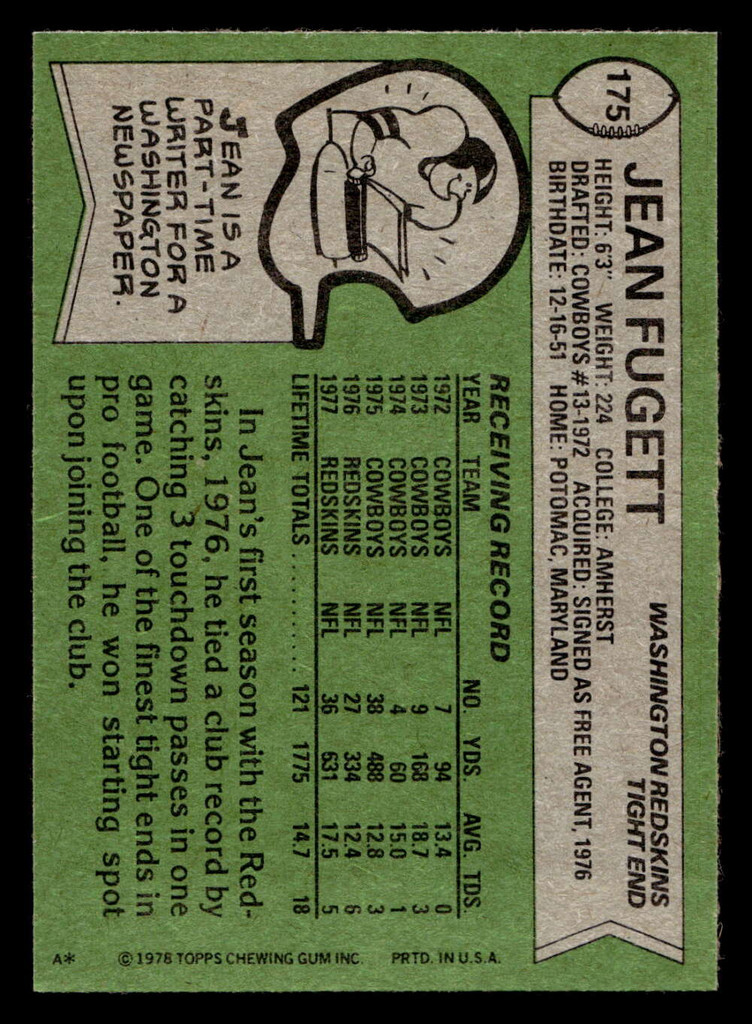 175
JEAN FUGETT
WASHINGTON REDSKINS
TIGHT END
HEIGHT: 6'3" WEIGHT: 224 COLLEGE: AMHERST
DRAFTED: COWBOYS #13-1972 ACQUIRED: SIGNED AS FREE AGENT, 1976
BIRTHDATE: 12-16-51 HOME: POTOMAC, MARYLAND
JEAN IS A
PART-TIME
WRITER FOR A
WASHINGTON
NEWSPAPER.
RECEIVING RECORD
YEAR TEAM NO. YDS. AVG. TDS.
1972 COWBOYS NFL 7 94 13.4 0
1973 COWBOYS NFL 9 168 18.7 3
1974 COWBOYS NFL 4 60 15.0 1
1975 COWBOYS NFL 38 488 12.8 3
1976 REDSKINS NFL 27 334 12.4 6
1977 REDSKINS NFL 36 631 17.5 5
LIFETIME TOTALS .......... 121 1775 14.7 18
In Jean's first season with the Red-
skins, 1976, he tied a club record by
catching 3 touchdown passes in one
game. One of the finest tight ends in
pro football, he won starting spot
upon joining the club.
A* © 1978 TOPPS CHEWING GUM INC. PRTD. IN U.S.A.